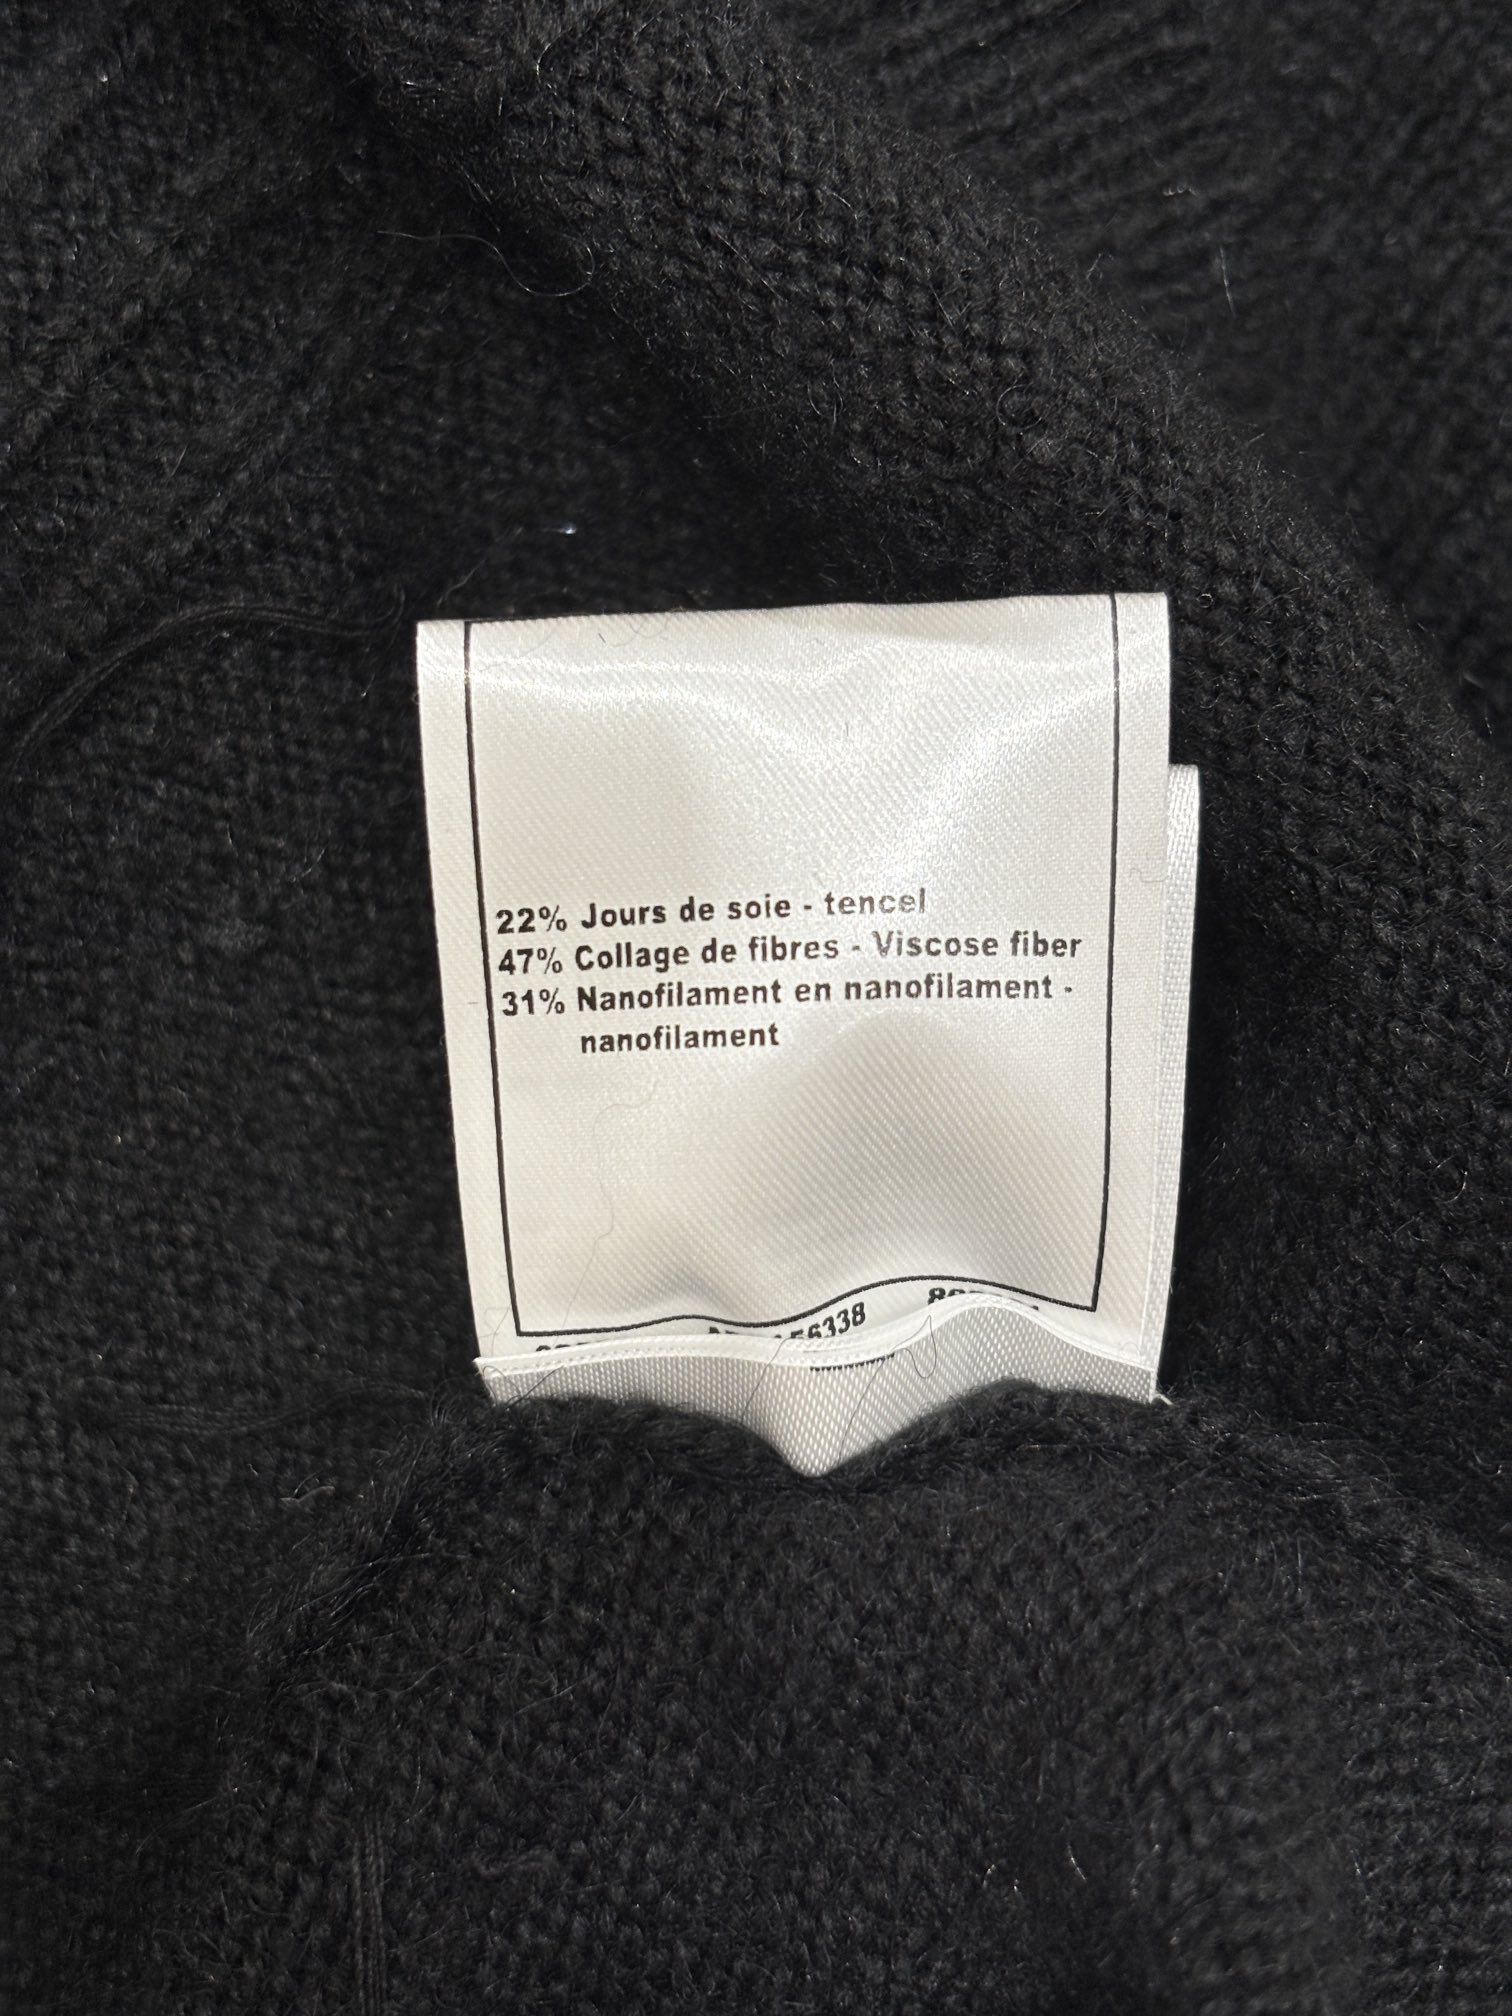 22% Jours de soie - tencel
47% Collage de fibres - Viscose fiber
31% Nanofilament en nanofilament -
nanofilament